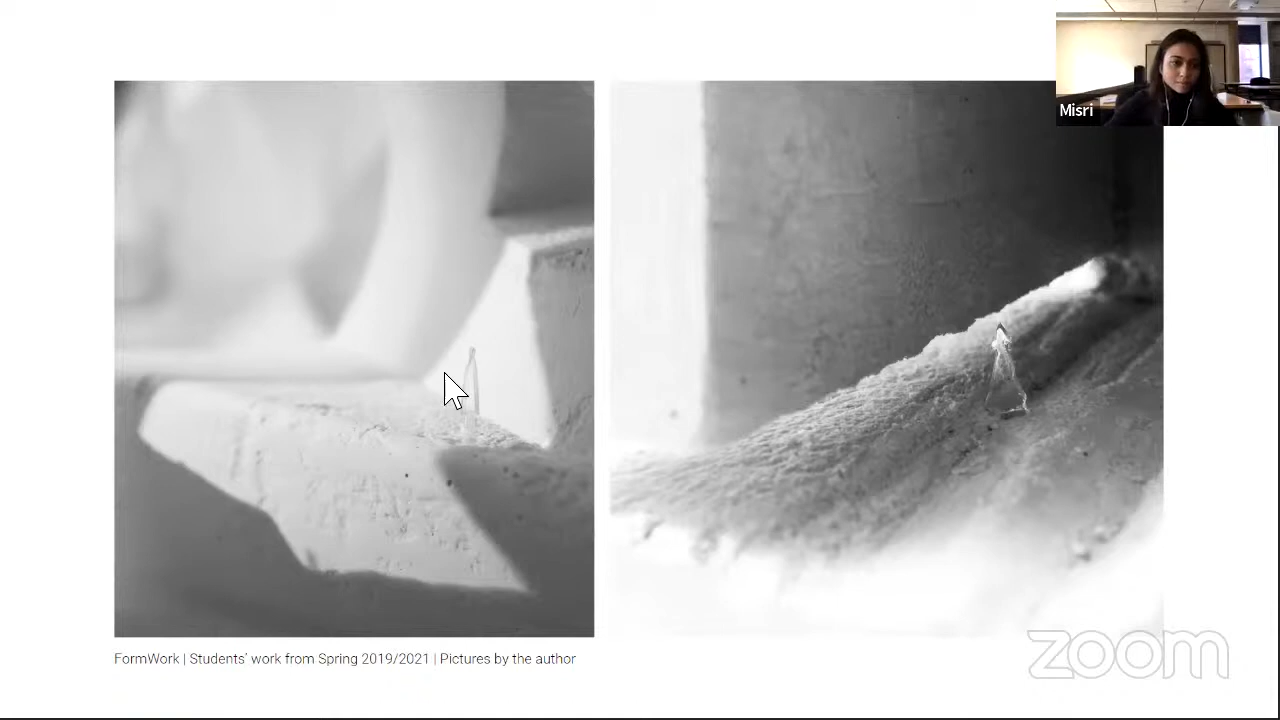 Misri
FormWork | Students' work from Spring 2019/2021 | Pictures by the author
zoom